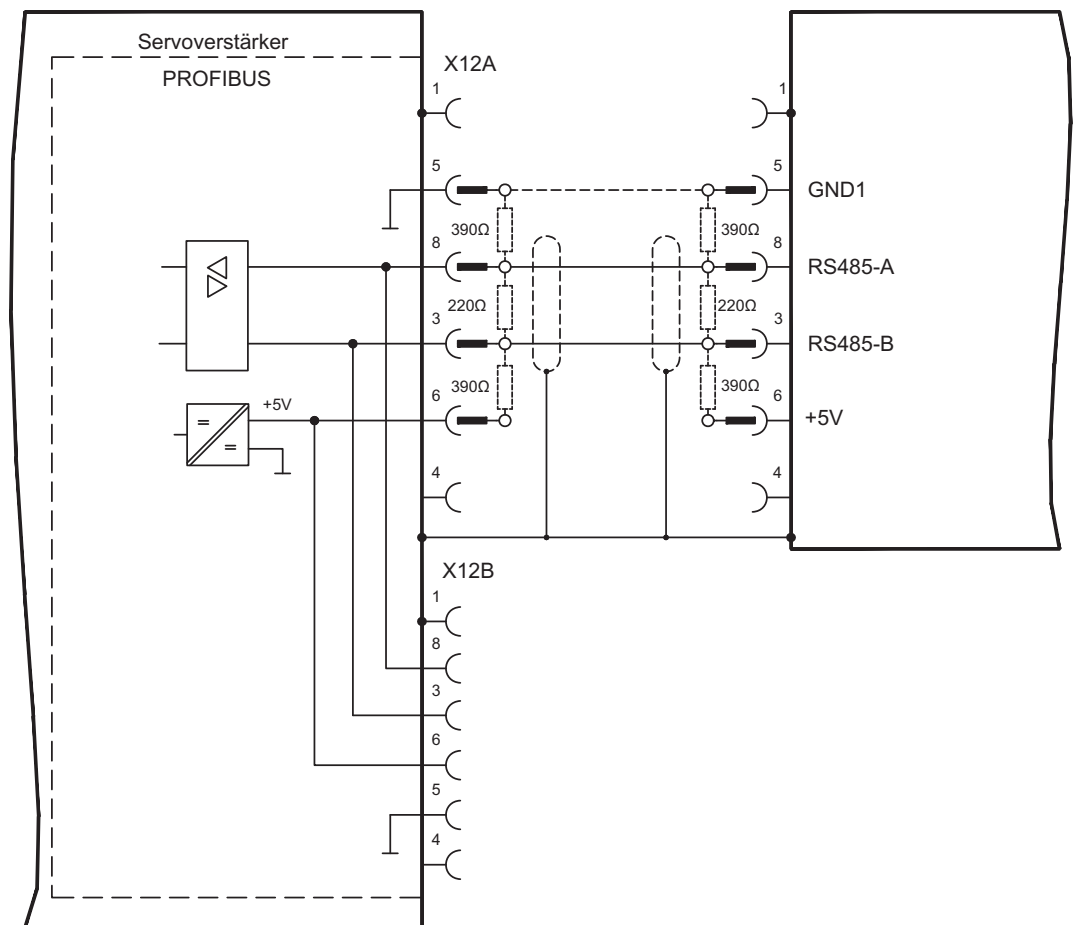 Servoverstärker
PROFIBUS
X12A
1
1
5
5
GND1
390Ω
390Ω
8
8
RS485-A
220Ω
220Ω
3
3
RS485-B
390Ω
390Ω
6
6
+5V
+5V
=
=
4
4
X12B
1
8
3
6
5
4